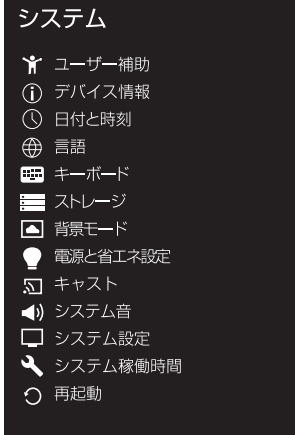 システム
ユーザー補助
デバイス情報
日付と時刻
言語
キーボード
ストレージ
背景モード
電源と省エネ設定
キャスト
システム音
システム設定
システム稼働時間
再起動